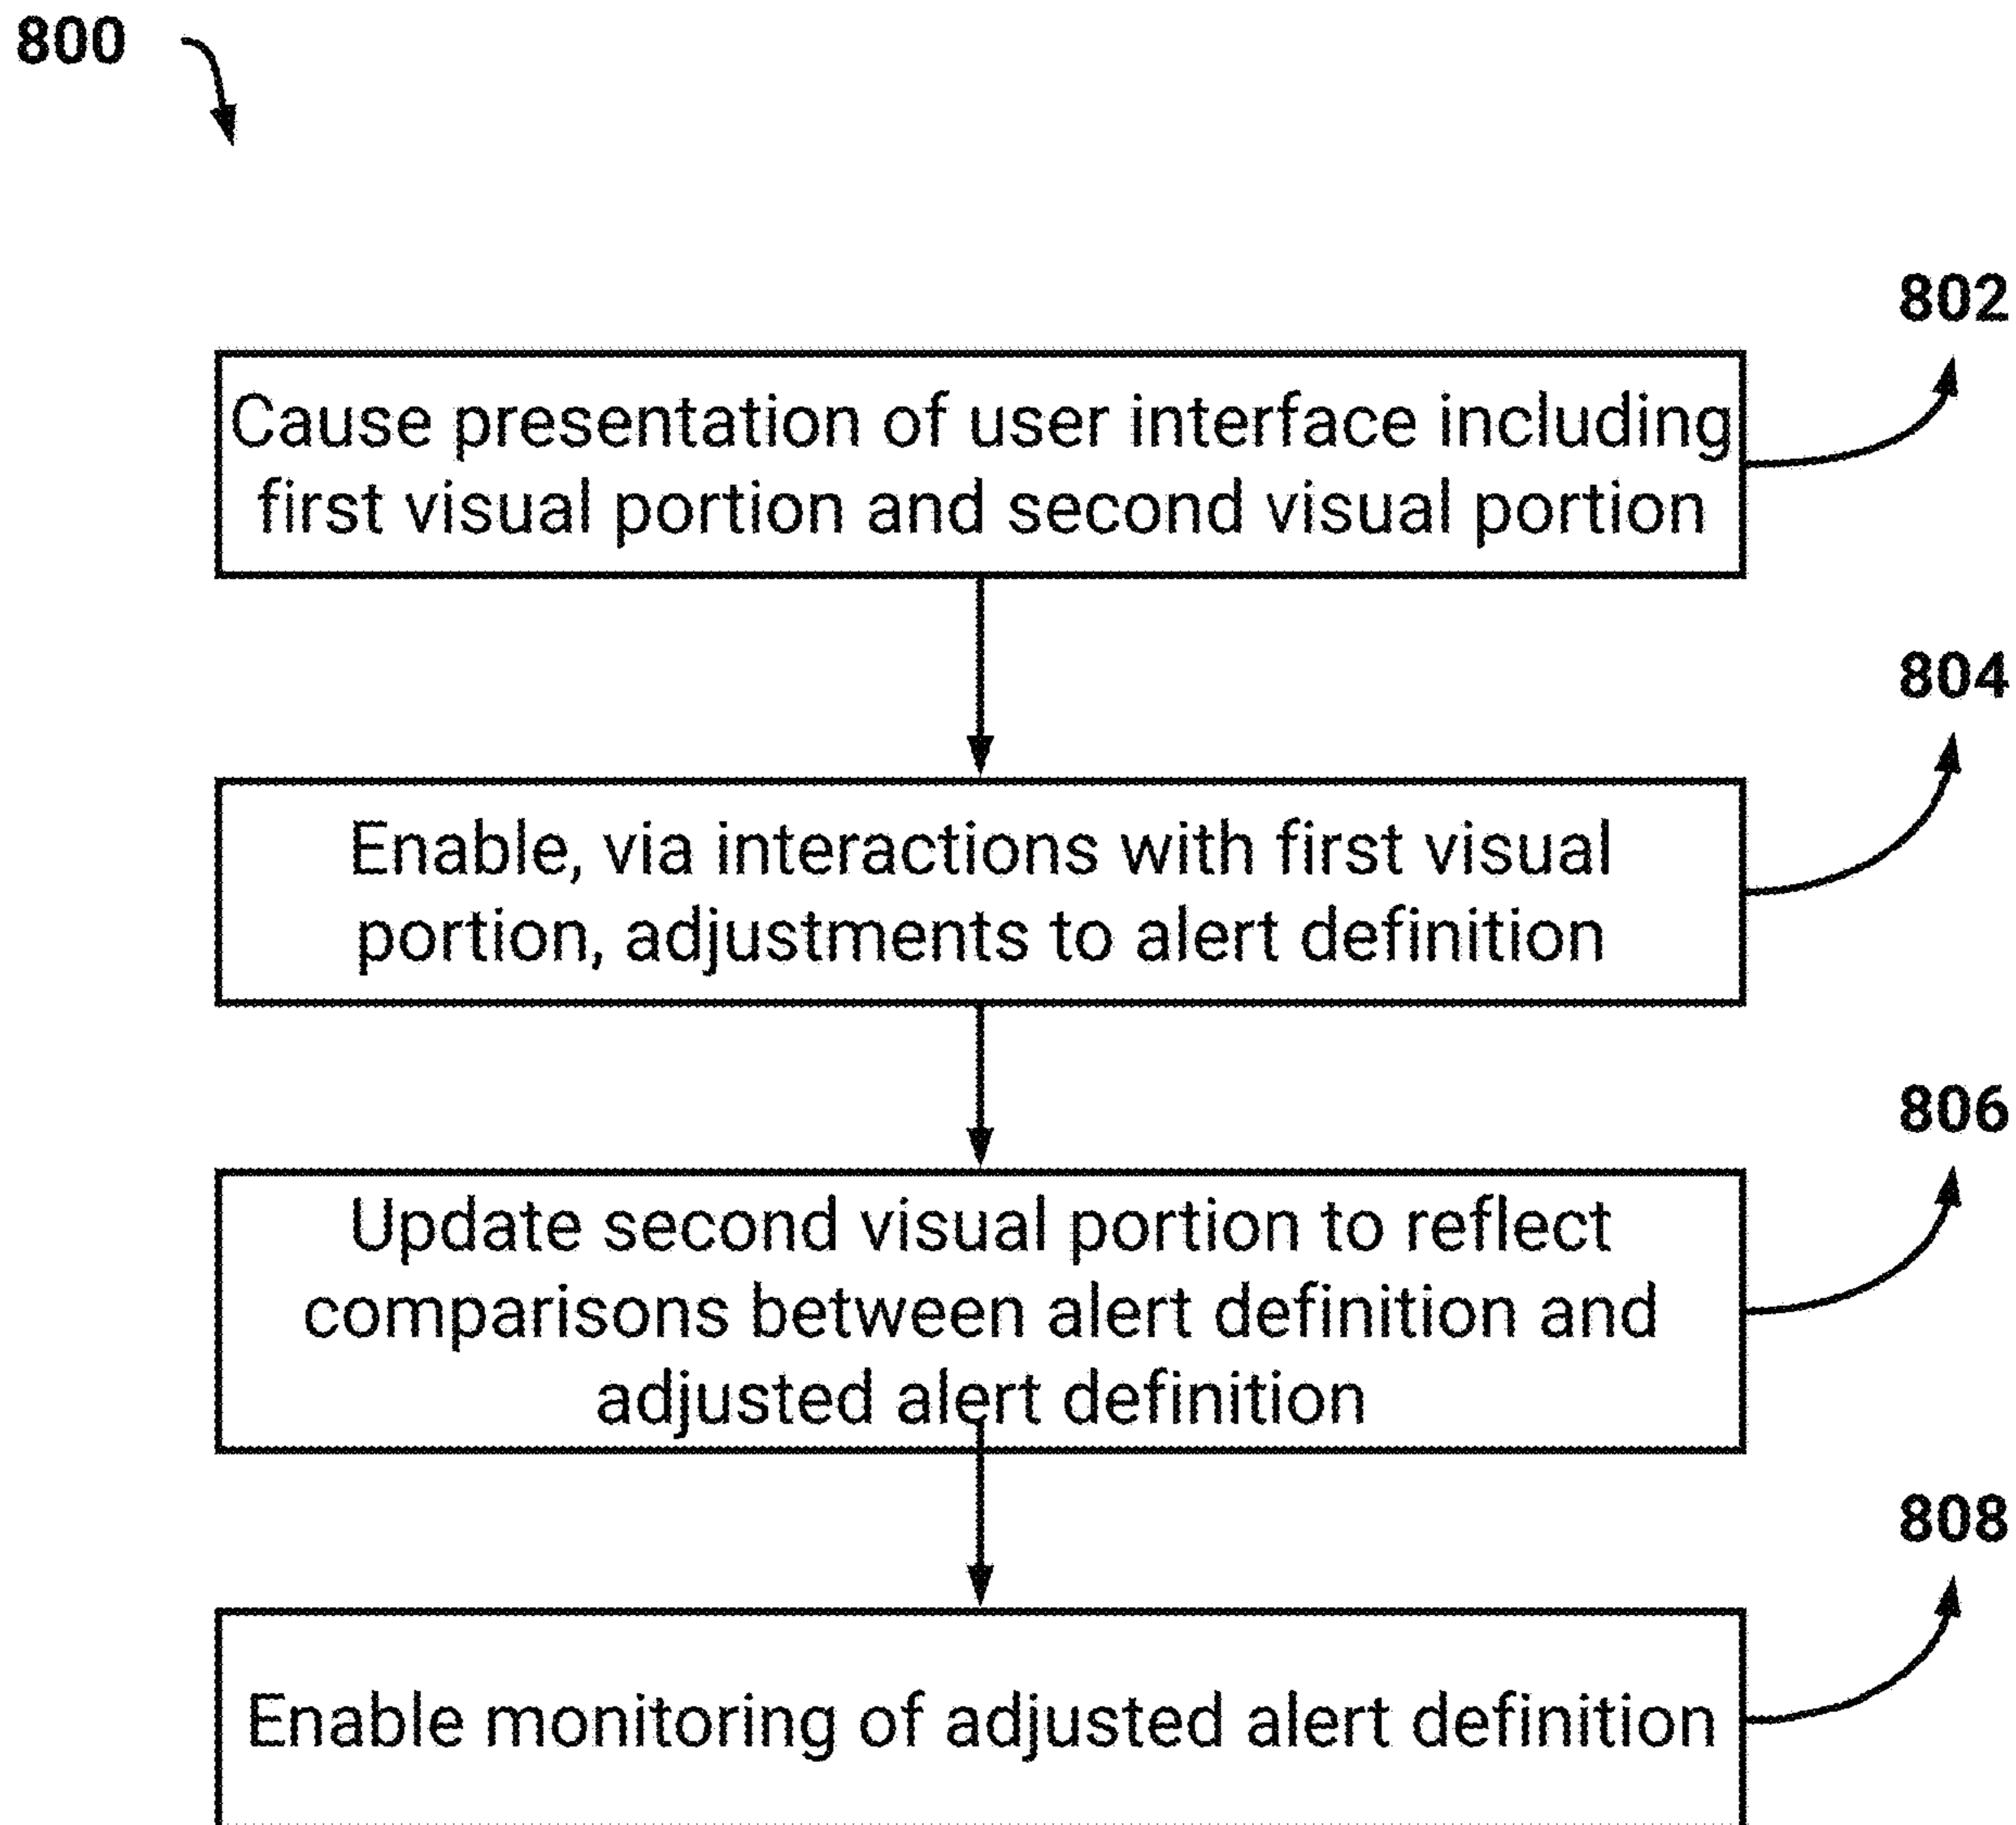 800
802
Cause presentation of user interface including
first visual portion and second visual portion
804
Enable, via interactions with first visual
portion, adjustments to alert definition
806
Update second visual portion to reflect
comparisons between alert definition and
adjusted alert definition
808
Enable monitoring of adjusted alert definition